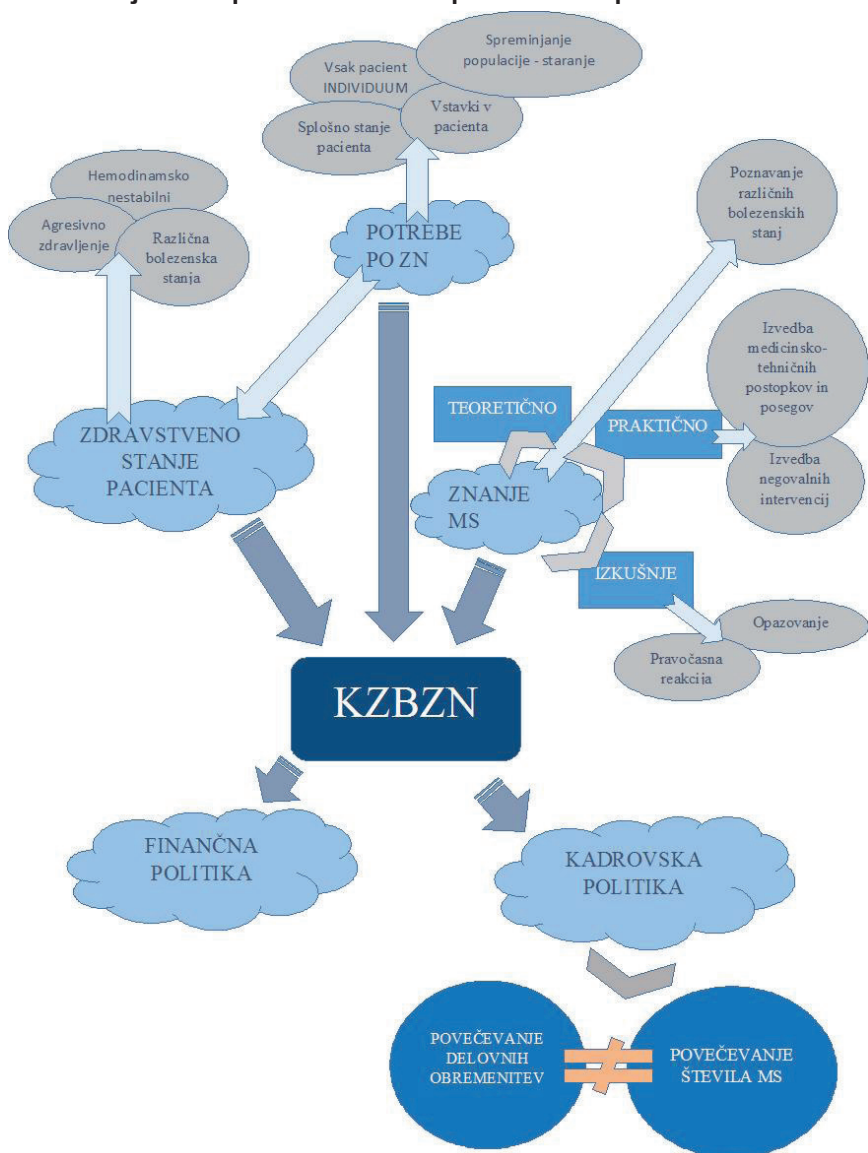 Spreminjanje
populacije - staranje
Vsak pacient
INDIVIDUUM
Vstavki v
pacienta
Splošno stanje
pacienta
Hemodinamsko
nestabilni
Agresivno
zdravljenje
Različna
bolezenska
stanja
Poznavanje
različnih
bolezenskih
stanj
POTREBE
PO ZN
Izvedba
medicinsko-
tehničnih
postopkov in
posegov
TEORETIČNO
PRAKTIČNO
ZDRAVSTVENO
STANJE
PACIENTA
ZNANJE
MS
Izvedba
negovalnih
intervencij
IZKUŠNJE
Opazovanje
Pravočasna
reakcija
KZBZN
FINANČNA
POLITIKA
KADROVSKA
POLITIKA
POVEČEVANJE
DELOVNIH
OBREMENITEV
≠
POVEČEVANJE
ŠTEVILA MS